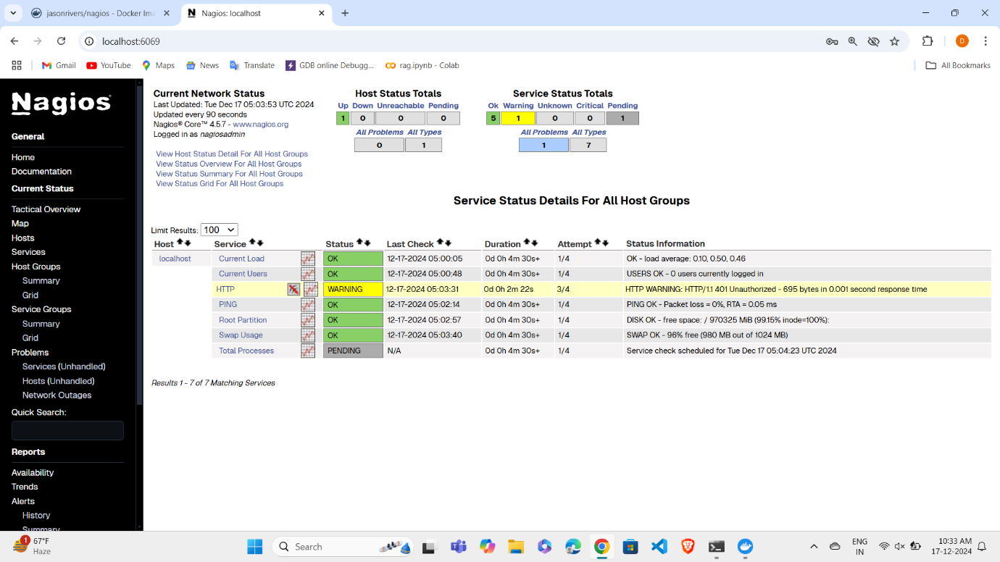 jasonrivers/nagios - Docker Ima
Nagios: localhost
localhost:6069
D
Gmail
YouTube
Maps
News
Translate
GDB online Debugg...
rag.ipynb - Colab
All Bookmarks
Nagios®
General
Home
Documentation
Current Status
Tactical Overview
Map
Hosts
Services
Host Groups
Summary
Grid
Service Groups
Summary
Grid
Problems
Services (Unhandled)
Hosts (Unhandled)
Network Outages
Quick Search:
Reports
Availability
Trends
Alerts
History
Summary
Current Network Status
Last Updated: Tue Dec 17 05:03:53 UTC 2024
Updated every 90 seconds
Nagios® Core™ 4.5.7 - www.nagios.org
Logged in as nagiosadmin
View Host Status Detail For All Host Groups
View Status Overview For All Host Groups
View Status Summary For All Host Groups
View Status Grid For All Host Groups
Host Status Totals
Up Down Unreachable Pending
1 0 0 0
All Problems All Types
0 1
Service Status Totals
Ok Warning Unknown Critical Pending
5 1 0 0 1
All Problems All Types
1 7
Service Status Details For All Host Groups
Limit Results: 100
Host Service Status Last Check Duration Attempt Status Information
localhost Current Load OK 12-17-2024 05:00:05 0d 0h 4m 30s+ 1/4 OK - load average: 0.10, 0.50, 0.46
Current Users OK 12-17-2024 05:00:48 0d 0h 4m 30s+ 1/4 USERS OK - 0 users currently logged in
HTTP WARNING 12-17-2024 05:03:31 0d 0h 2m 22s 3/4 HTTP WARNING: HTTP/1.1 401 Unauthorized - 695 bytes in 0.001 second response time
PING OK 12-17-2024 05:02:14 0d 0h 4m 30s+ 1/4 PING OK - Packet loss = 0%, RTA = 0.05 ms
Root Partition OK 12-17-2024 05:02:57 0d 0h 4m 30s+ 1/4 DISK OK - free space: / 970325 MiB (99.15% inode=100%):
Swap Usage OK 12-17-2024 05:03:40 0d 0h 4m 30s+ 1/4 SWAP OK - 96% free (980 MB out of 1024 MB)
Total Processes PENDING N/A 0d 0h 4m 30s+ 1/4 Service check scheduled for Tue Dec 17 05:04:23 UTC 2024
Results 1 - 7 of 7 Matching Services
1
67°F
Haze
Search
ENG
IN
10:33 AM
17-12-2024